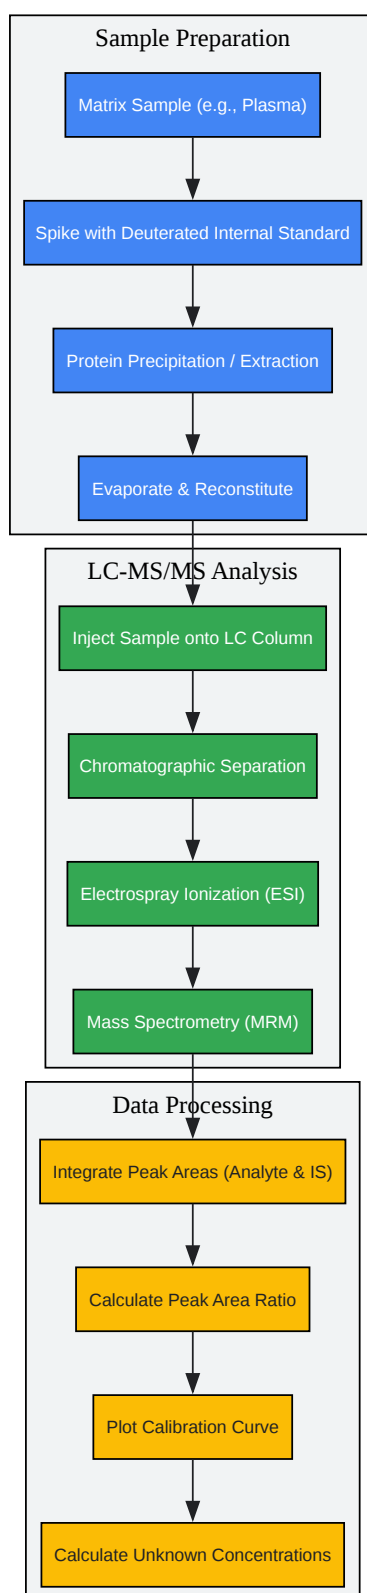 Sample Preparation
Matrix Sample (e.g., Plasma)
Spike with Deuterated Internal Standard
Protein Precipitation / Extraction
Evaporate & Reconstitute
LC-MS/MS Analysis
Inject Sample onto LC Column
Chromatographic Separation
Electrospray Ionization (ESI)
Mass Spectrometry (MRM)
Data Processing
Integrate Peak Areas (Analyte & IS)
Calculate Peak Area Ratio
Plot Calibration Curve
Calculate Unknown Concentrations